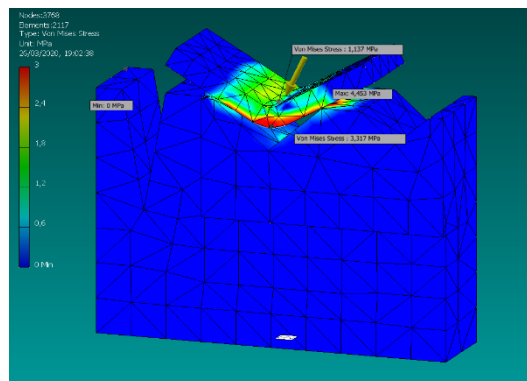 Nodes:3768
Elements:2117
Type: Von Mises Stress
Unit: MPa
26/03/2020, 19:02:38
3
2,4
1,8
1,2
0,6
0 Min
Min: 0 MPa
Von Mises Stress : 1,137 MPa
Max: 4,453 MPa
Von Mises Stress : 3,317 MPa